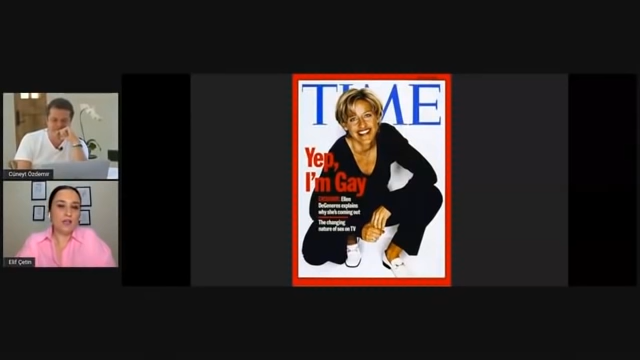 TIME
Yep,
I'm Gay
Ellen
DeGeneres explains
why she's coming out
The changing
nature of sex on TV
Cüneyt Özdemir
Elif Çetin